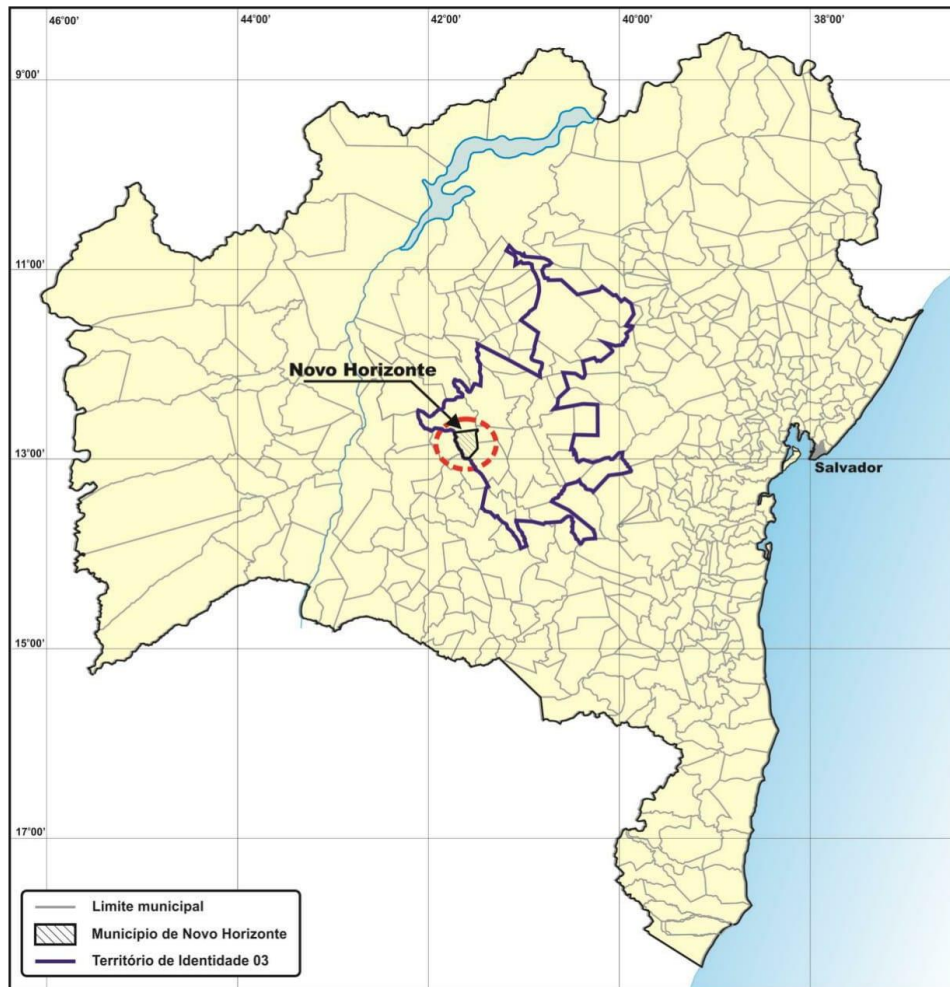 46°00' 44°00' 42°00' 40°00' 38°00'
9°00'
11°00'
Novo Horizonte
13°00'
Salvador
15°00'
17°00'
Limite municipal
Município de Novo Horizonte
Território de Identidade 03